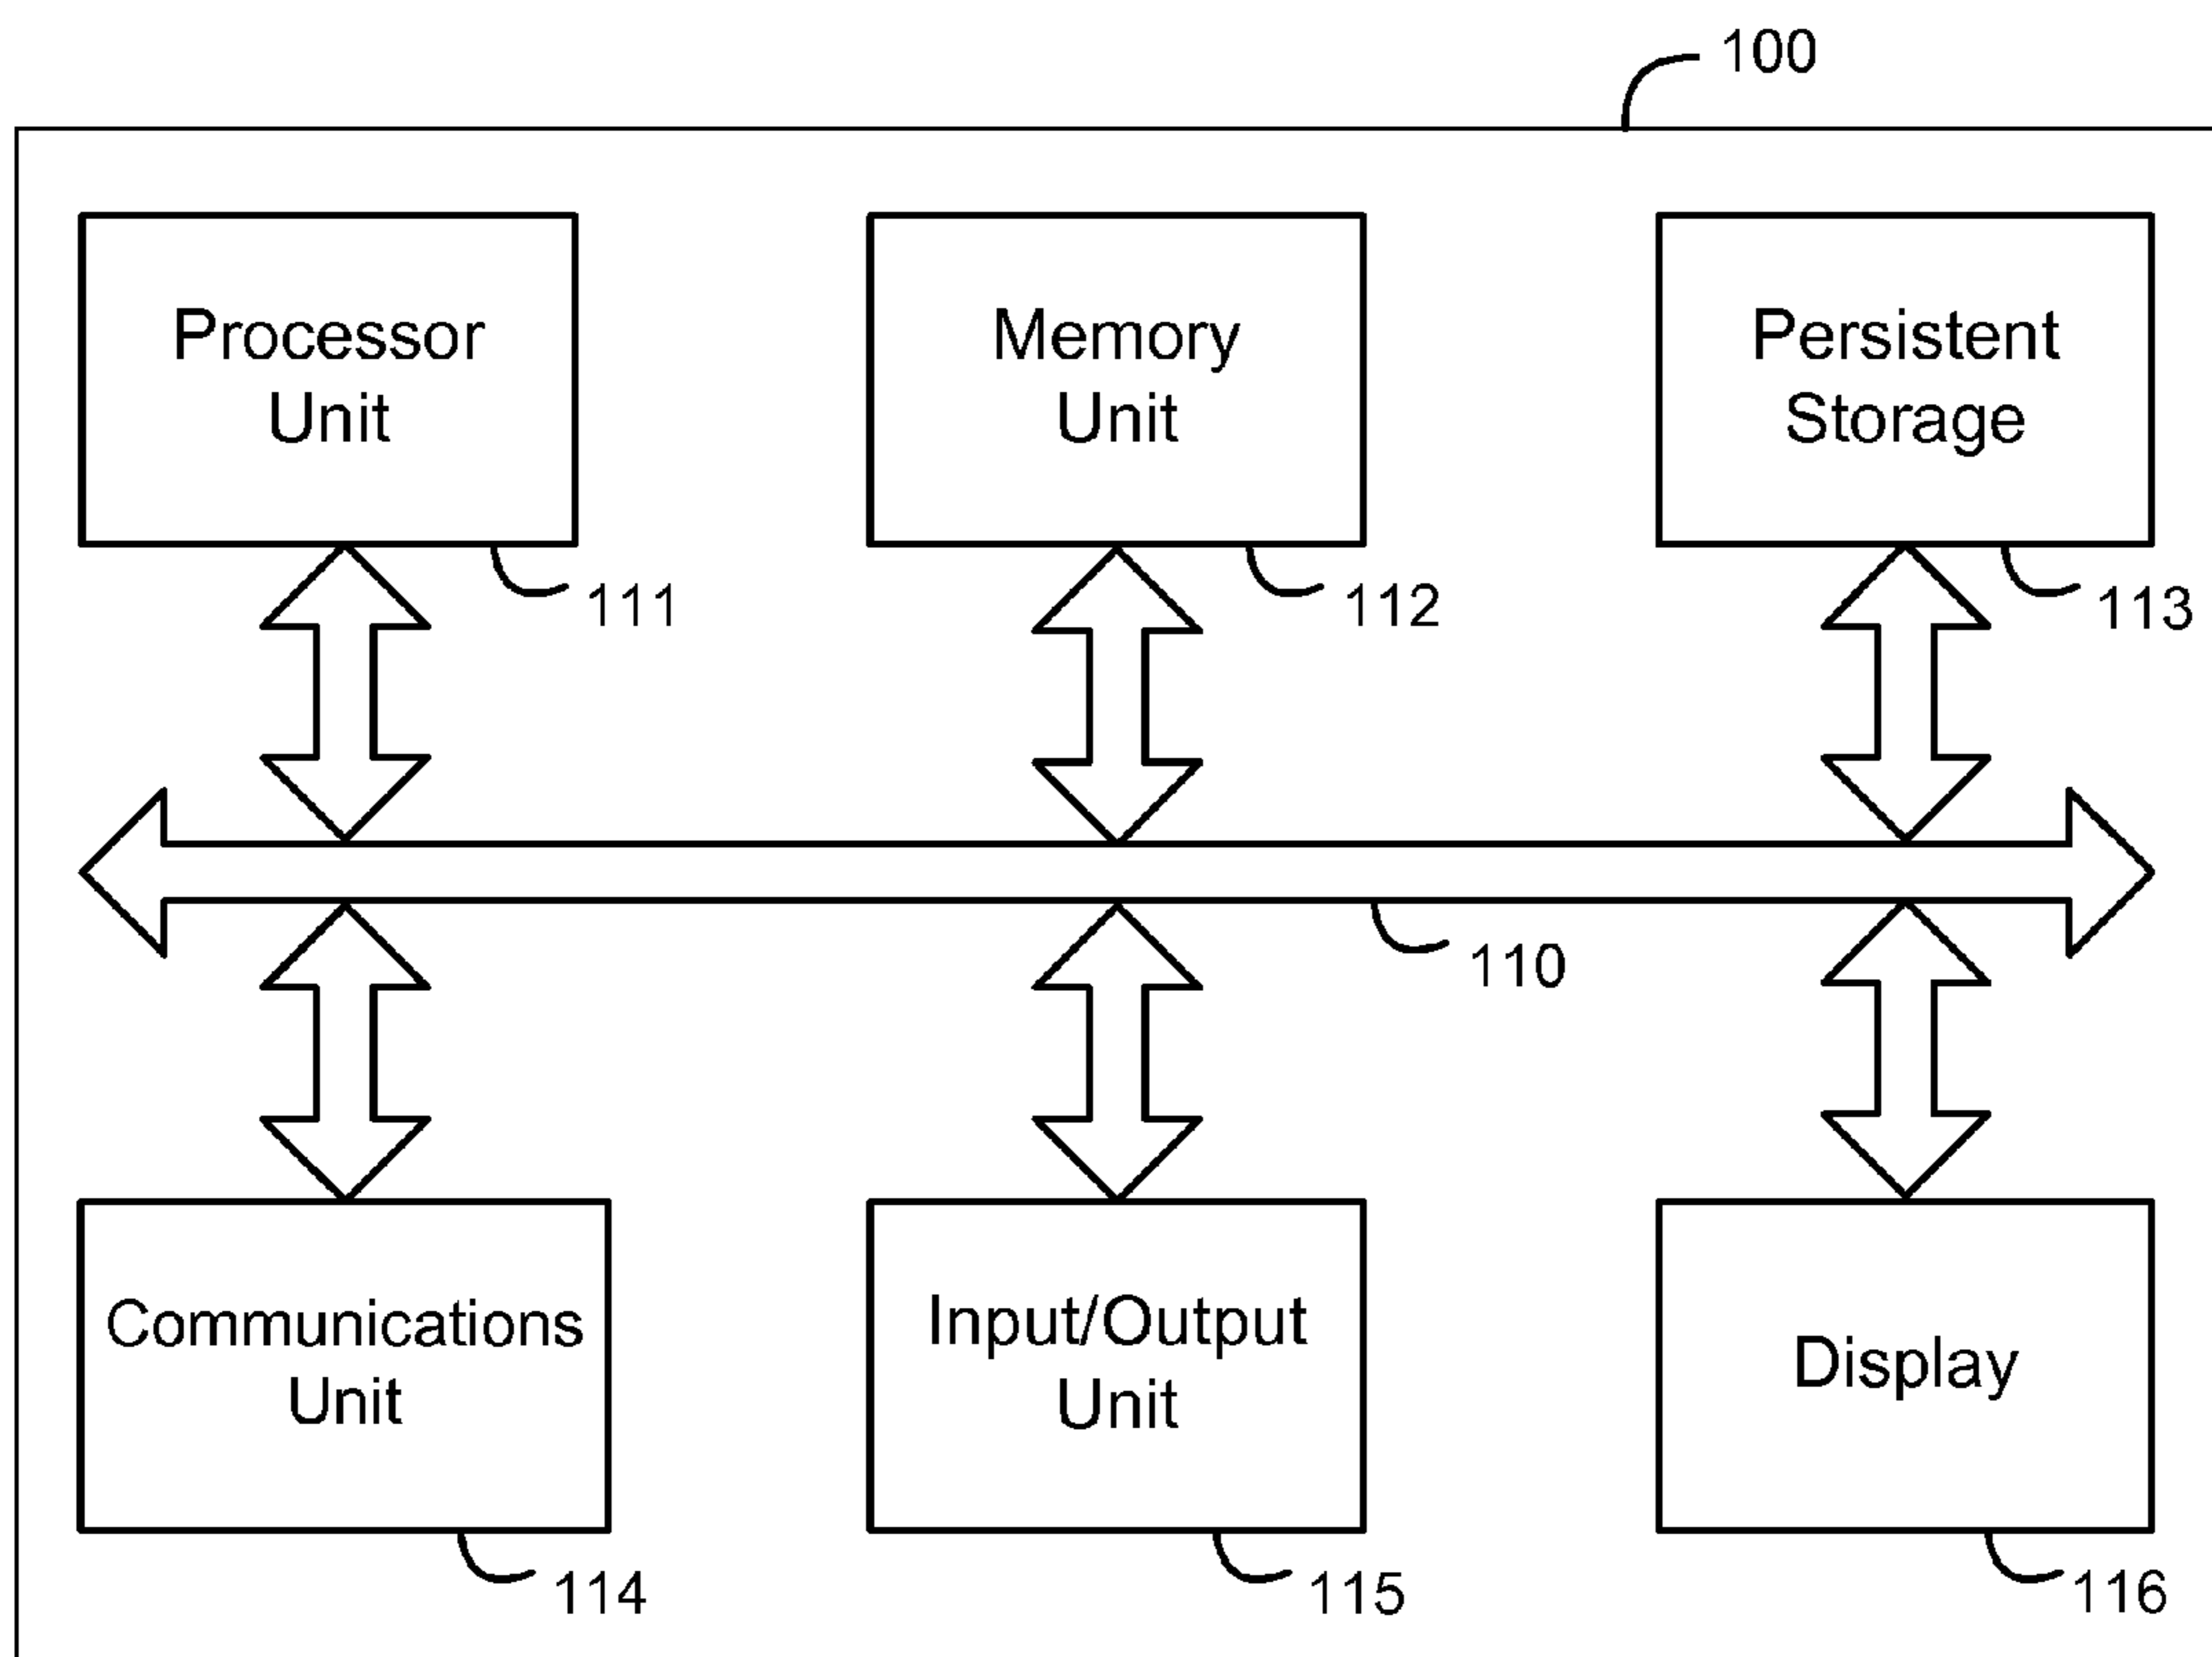 100
Processor
Unit
111
Memory
Unit
112
Persistent
Storage
113
110
Communications
Unit
114
Input/Output
Unit
115
Display
116